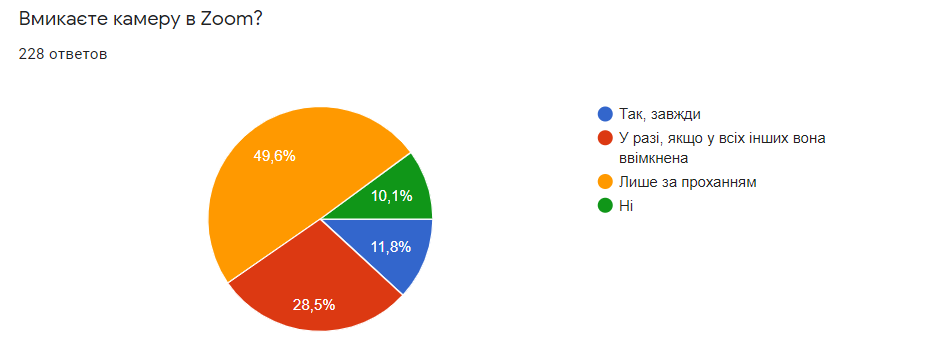 Вмикаєте камеру в Zoom?
228 ответов
49,6%
10,1%
11,8%
28,5%
Так, завжди
У разі, якщо у всіх інших вона
ввімкнена
Лише за проханням
Ні